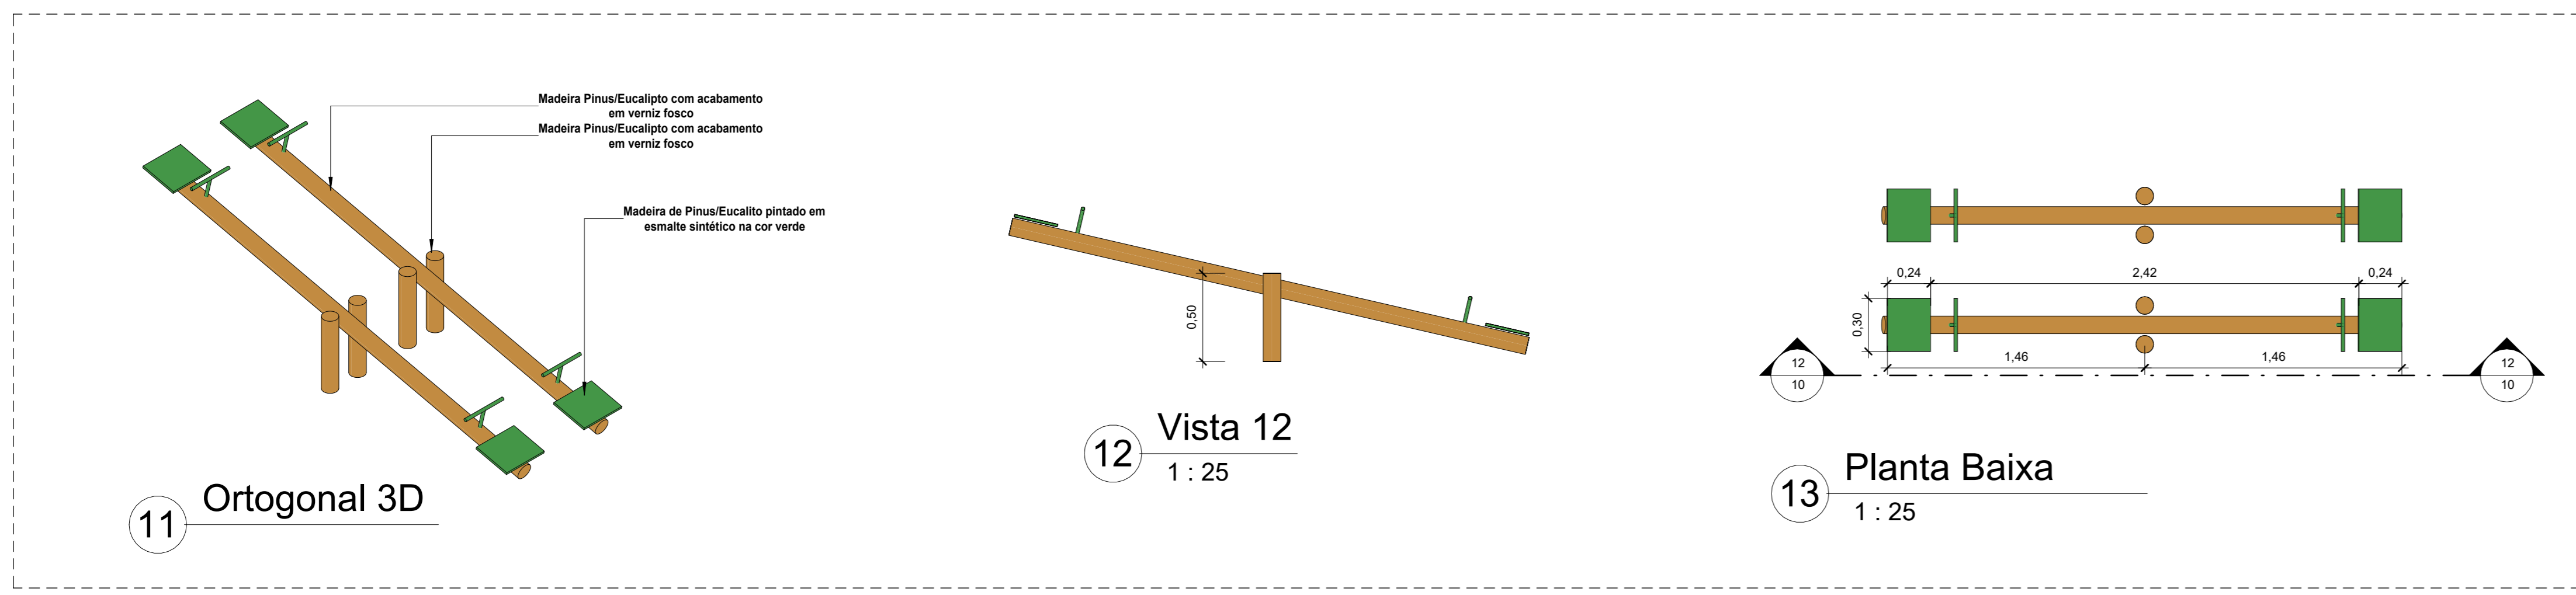 Madeira Pinus/Eucalipto com acabamento
em verniz fosco
Madeira Pinus/Eucalipto com acabamento
em verniz fosco
Madeira de Pinus/Eucalito pintado em
esmalte sintético na cor verde
11
Ortogonal 3D
0,50
12
Vista 12
1 : 25
0,24
2,42
0,24
0,30
1,46
1,46
12
10
12
10
13
Planta Baixa
1 : 25